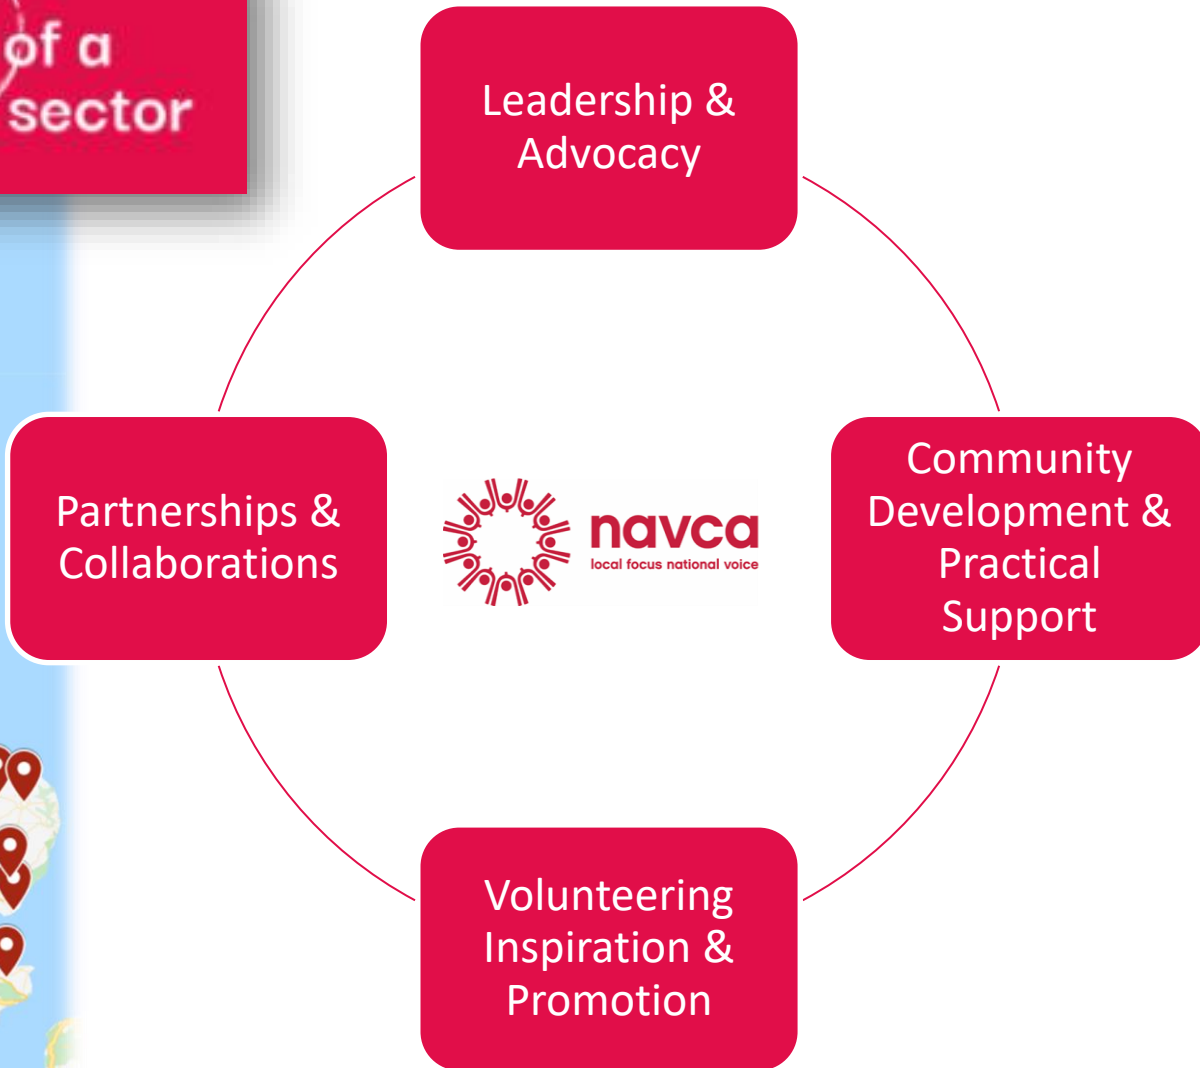 of a
sector
Leadership &
Advocacy
Partnerships &
Collaborations
navca
local focus national voice
Community
Development &
Practical
Support
Volunteering
Inspiration &
Promotion